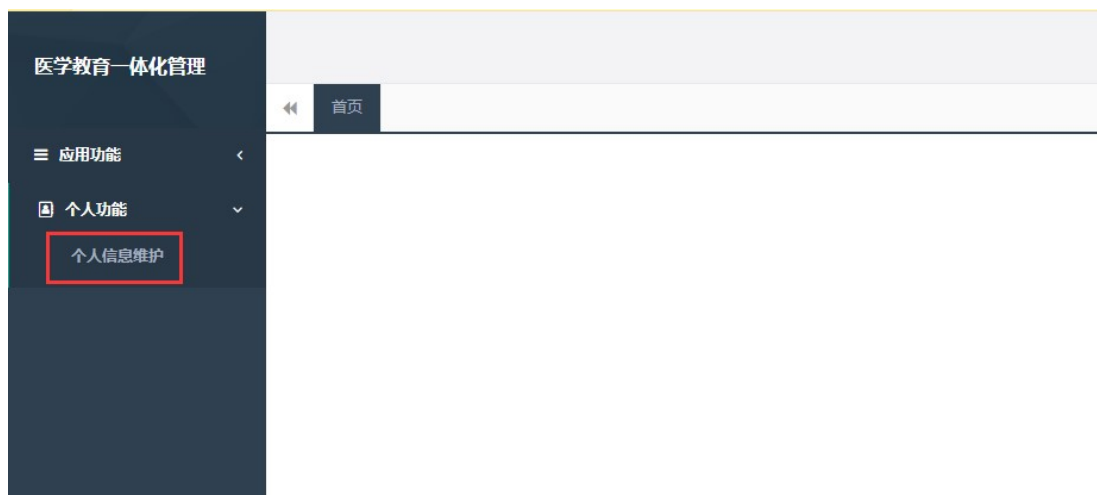 医学教育一体化管理
首页
应用功能
个人功能
个人信息维护